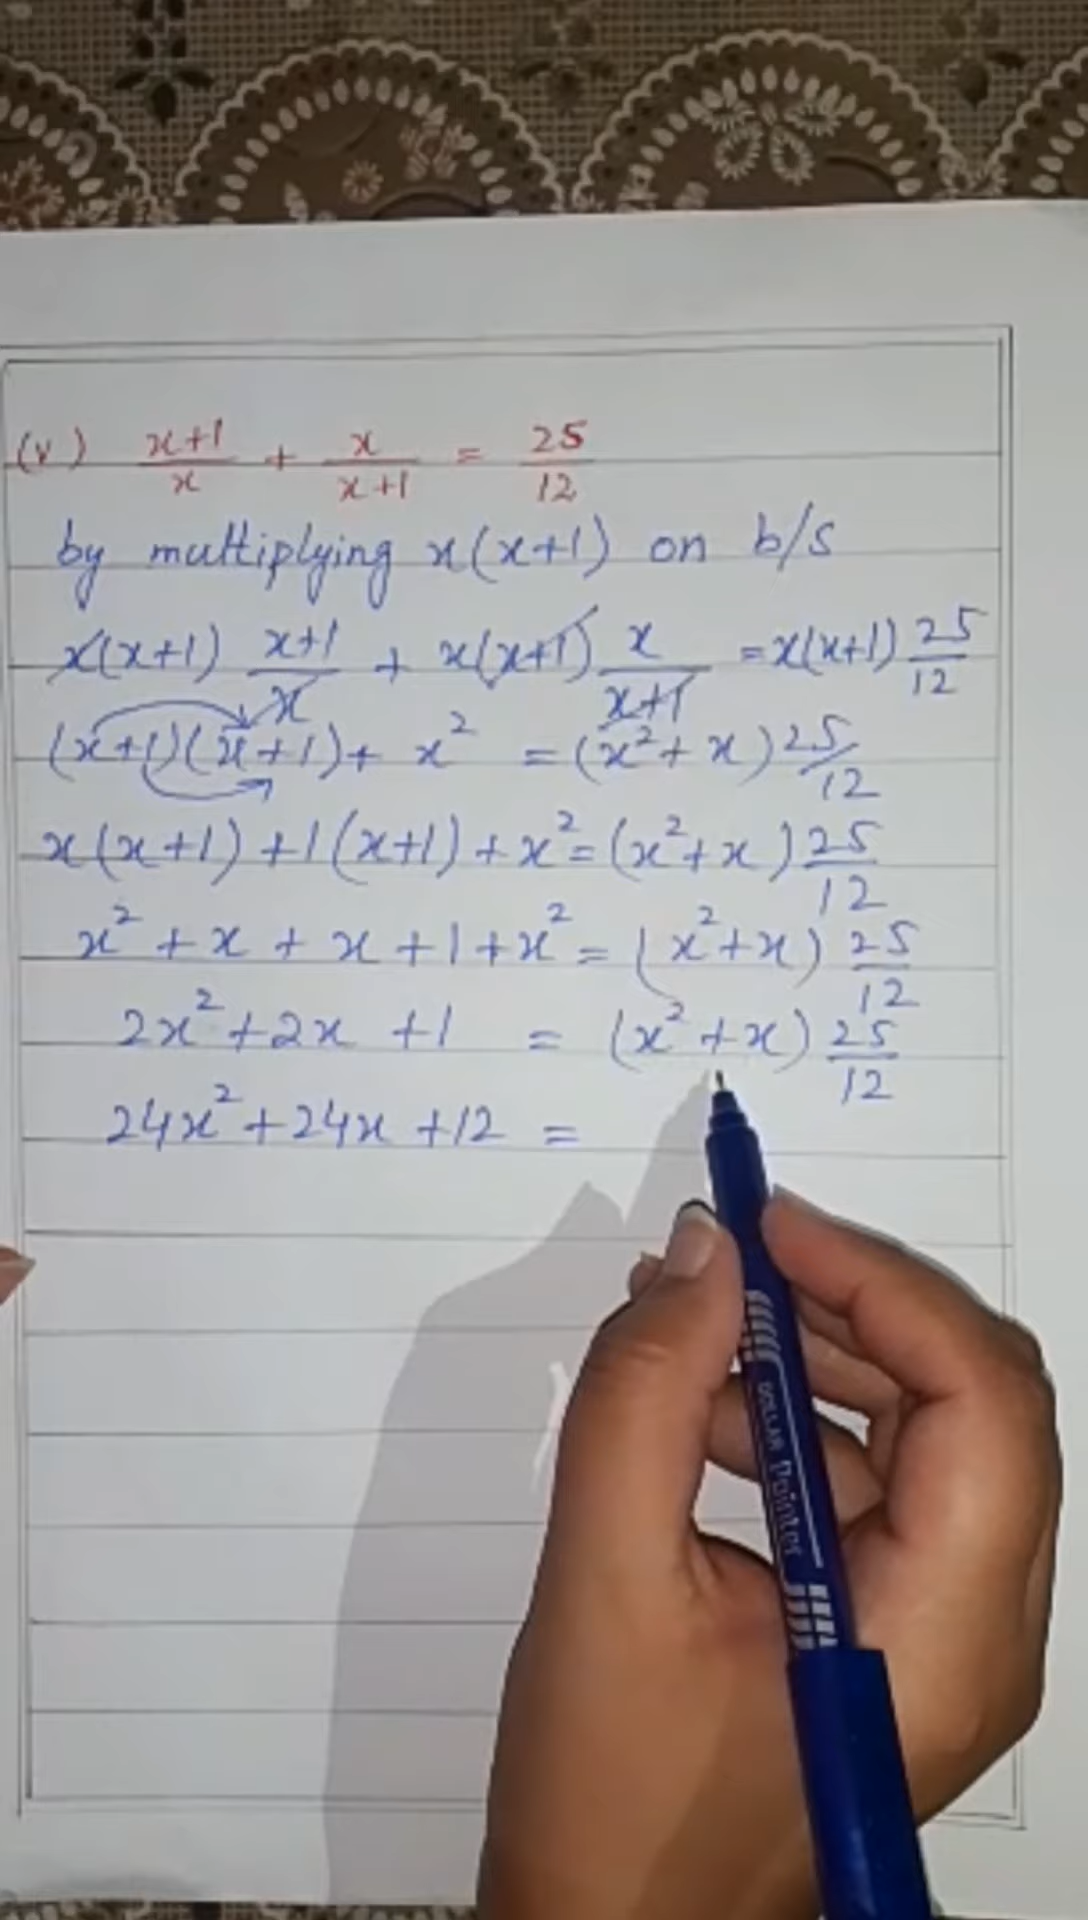 (v) x+1/x + x/x+1 = 25/12
by multiplying x(x+1) on b/s
x(x+1) x+1/x + x(x+1) x/x+1 = x(x+1) 25/12
(x+1)(x+1) + x² = (x²+x) 25/12
x(x+1) +1(x+1) + x² = (x²+x) 25/12
x² + x + x + 1 + x² = (x²+x) 25/12
2x² + 2x + 1 = (x²+x) 25/12
24x² + 24x + 12 =
DOLLAR Pointer